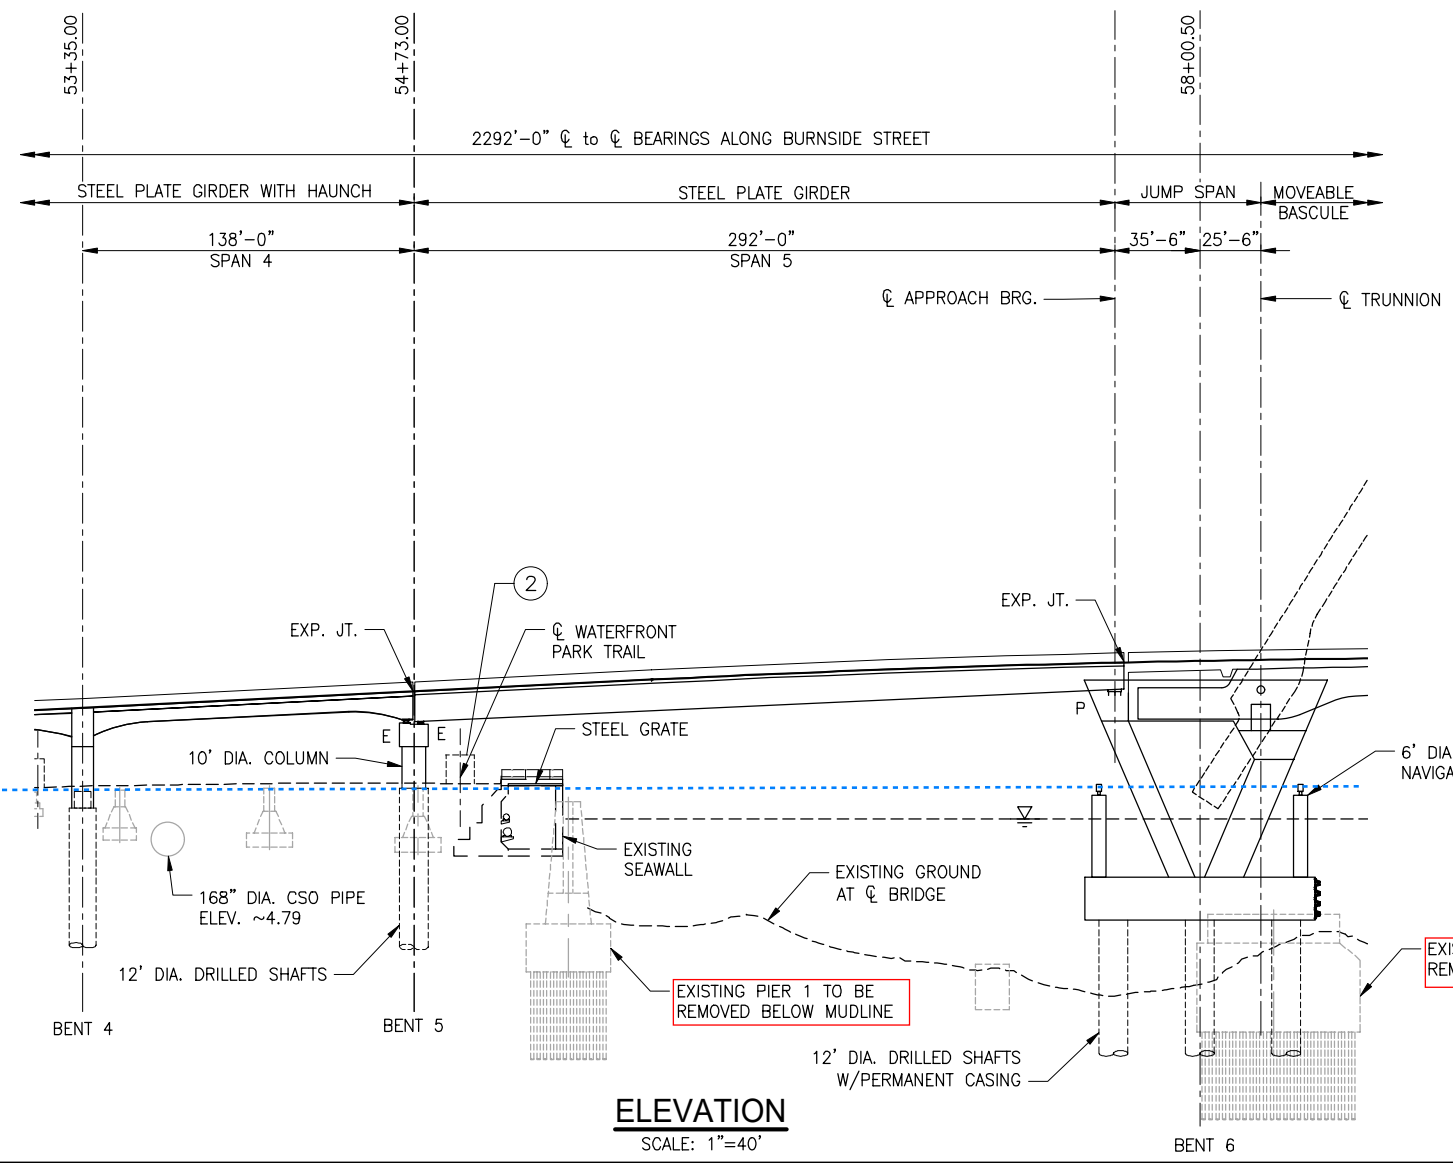 53+35.00
54+73.00
58+00.50
2292'-0" ℄ to ℄ BEARINGS ALONG BURNSIDE STREET
STEEL PLATE GIRDER WITH HAUNCH
STEEL PLATE GIRDER
JUMP SPAN
MOVEABLE
BASCULE
138'-0"
SPAN 4
292'-0"
SPAN 5
35'-6"
25'-6"
℄ APPROACH BRG.
℄ TRUNNION
2
EXP. JT.
℄ WATERFRONT
PARK TRAIL
EXP. JT.
P
E
E
STEEL GRATE
10' DIA. COLUMN
6' DIA
NAVIGA
EXISTING
SEAWALL
EXISTING GROUND
AT ℄ BRIDGE
168" DIA. CSO PIPE
ELEV. ~4.79
12' DIA. DRILLED SHAFTS
EXISTING PIER 1 TO BE
REMOVED BELOW MUDLINE
EXIS
REM
BENT 4
BENT 5
12' DIA. DRILLED SHAFTS
W/PERMANENT CASING
BENT 6
ELEVATION
SCALE: 1"=40'